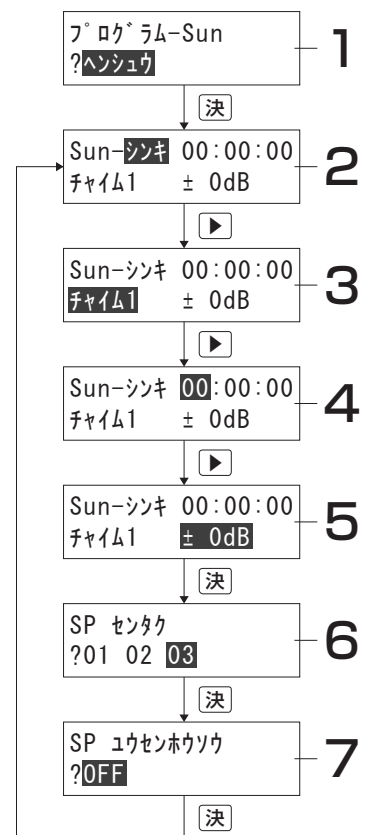 プログラム-Sun
?ヘンシュウ
1
決
Sun-シンキ 00:00:00
チャイム1 ± 0dB
2
Sun-シンキ 00:00:00
チャイム1 ± 0dB
3
Sun-シンキ 00:00:00
チャイム1 ± 0dB
4
Sun-シンキ 00:00:00
チャイム1 ± 0dB
5
決
SP センタク
?01 02 03
6
決
SP ユウセンホウソウ
?OFF
7
決